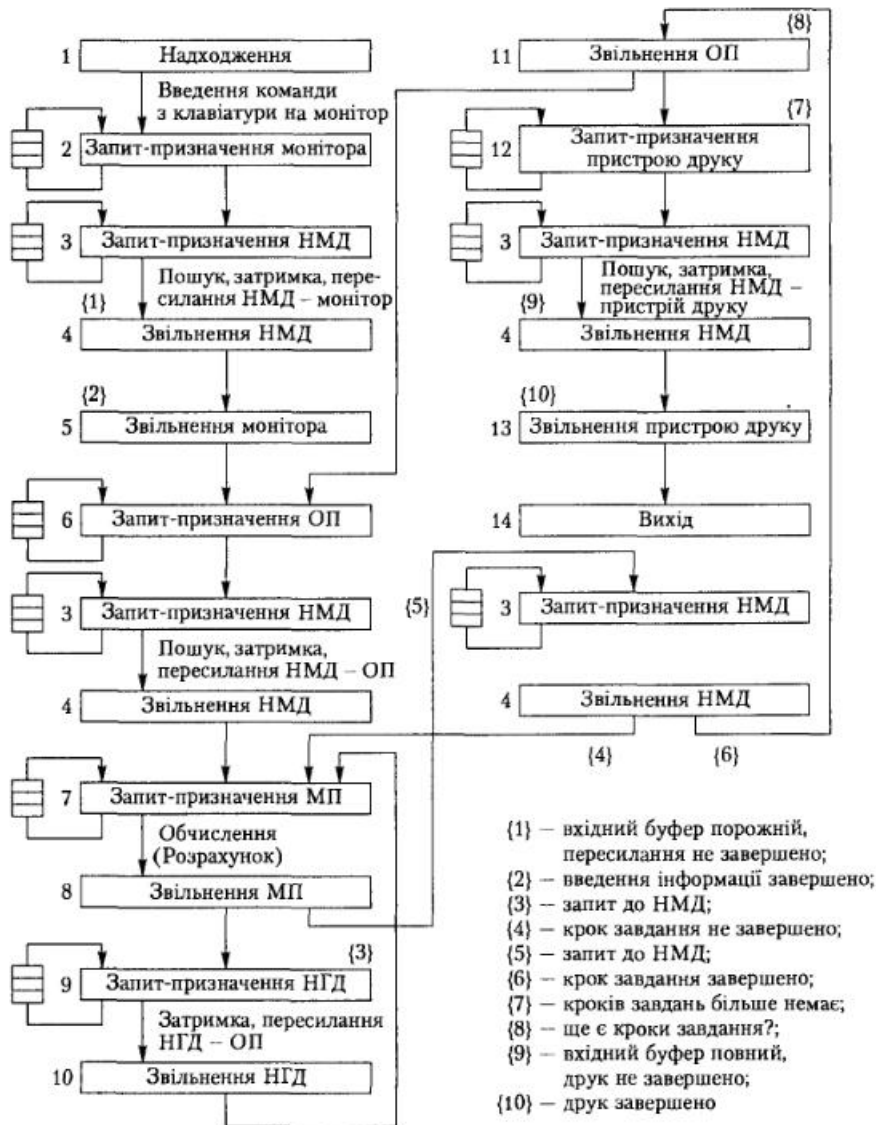 1 Надходження
Введення команди
з клавіатури на монітор
2 Запит-призначення монітора
3 Запит-призначення НМД
Пошук, затримка, пере-
{1} силання НМД – монітор
4 Звільнення НМД
{2}
5 Звільнення монітора
6 Запит-призначення ОП
3 Запит-призначення НМД
Пошук, затримка,
пересилання НМД – ОП
4 Звільнення НМД
7 Запит-призначення МП
Обчислення
(Розрахунок)
8 Звільнення МП
{3}
9 Запит-призначення НГД
Затримка, пересилання
НГД – ОП
10 Звільнення НГД
{8}
11 Звільнення ОП
{7}
12 Запит-призначення
пристрою друку
3 Запит-призначення НМД
Пошук, затримка,
пересилання НМД –
{9} пристрій друку
4 Звільнення НМД
{10}
13 Звільнення пристрою друку
14 Вихід
{5} 3 Запит-призначення НМД
4 Звільнення НМД
{4} {6}
{1} – вхідний буфер порожній,
пересилання не завершено;
{2} – введення інформації завершено;
{3} – запит до НМД;
{4} – крок завдання не завершено;
{5} – запит до НМД;
{6} – крок завдання завершено;
{7} – кроків завдань більше немає;
{8} – ще є кроки завдання?;
{9} – вхідний буфер повний,
друк не завершено;
{10} – друк завершено